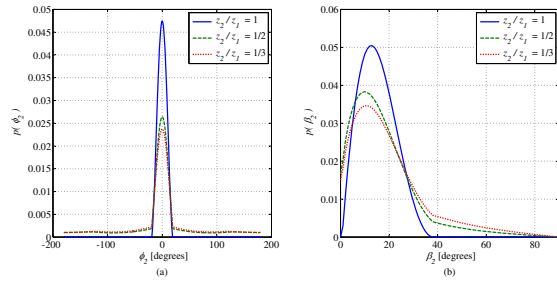 0.05
0.045
0.04
0.035
0.03
0.025
0.02
0.015
0.01
0.005
0
p( ϕ2)
-200 -100 0 100 200
ϕ2 [degrees]
z2/z1 = 1
z2/z1 = 1/2
z2/z1 = 1/3
(a)
0.06
0.05
0.04
0.03
0.02
0.01
0
p( β2)
0 20 40 60 80
β2 [degrees]
z2/z1 = 1
z2/z1 = 1/2
z2/z1 = 1/3
(b)